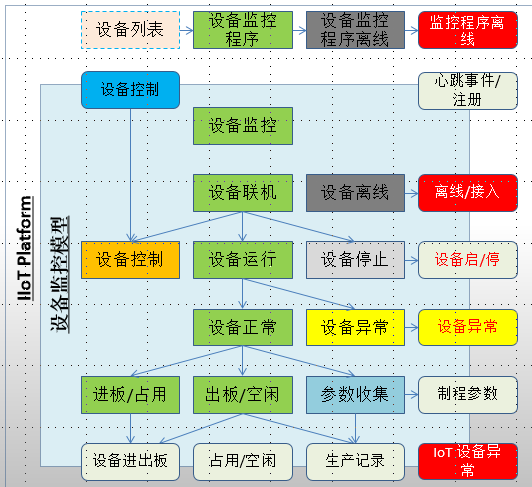 设备列表
设备监控
程序
设备监控
程序离线
监控程序离
线
设备控制
心跳事件/
注册
设备监控
设备联机
设备离线
离线/接入
IIoT Platform
设备监控模型
设备控制
设备运行
设备停止
设备启/停
设备正常
设备异常
设备异常
进板/占用
出板/空闲
参数收集
制程参数
设备进出板
占用/空闲
生产记录
IoT设备异
常